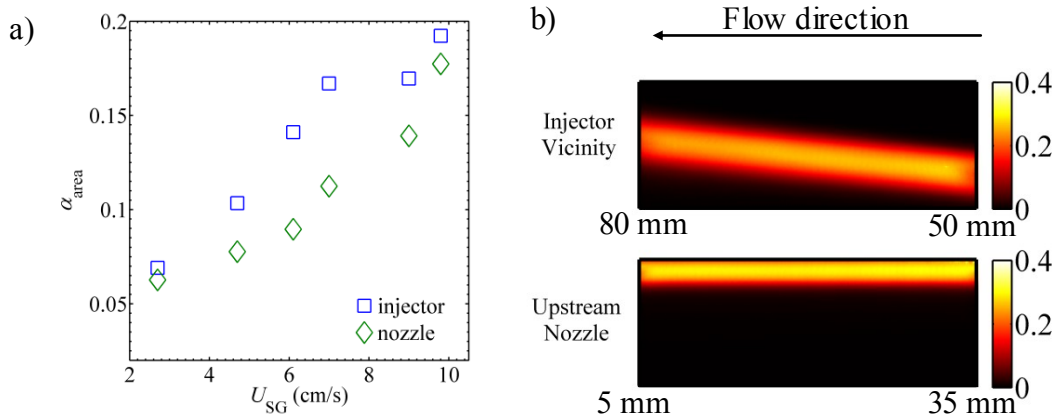 a)
0.2
0.15
0.1
0.05
α area
2
4
6
8
10
U SG (cm/s)
injector
nozzle
b)
Flow direction
Injector
Vicinity
0.4
0.2
0
80 mm
50 mm
Upstream
Nozzle
0.4
0.2
0
5 mm
35 mm